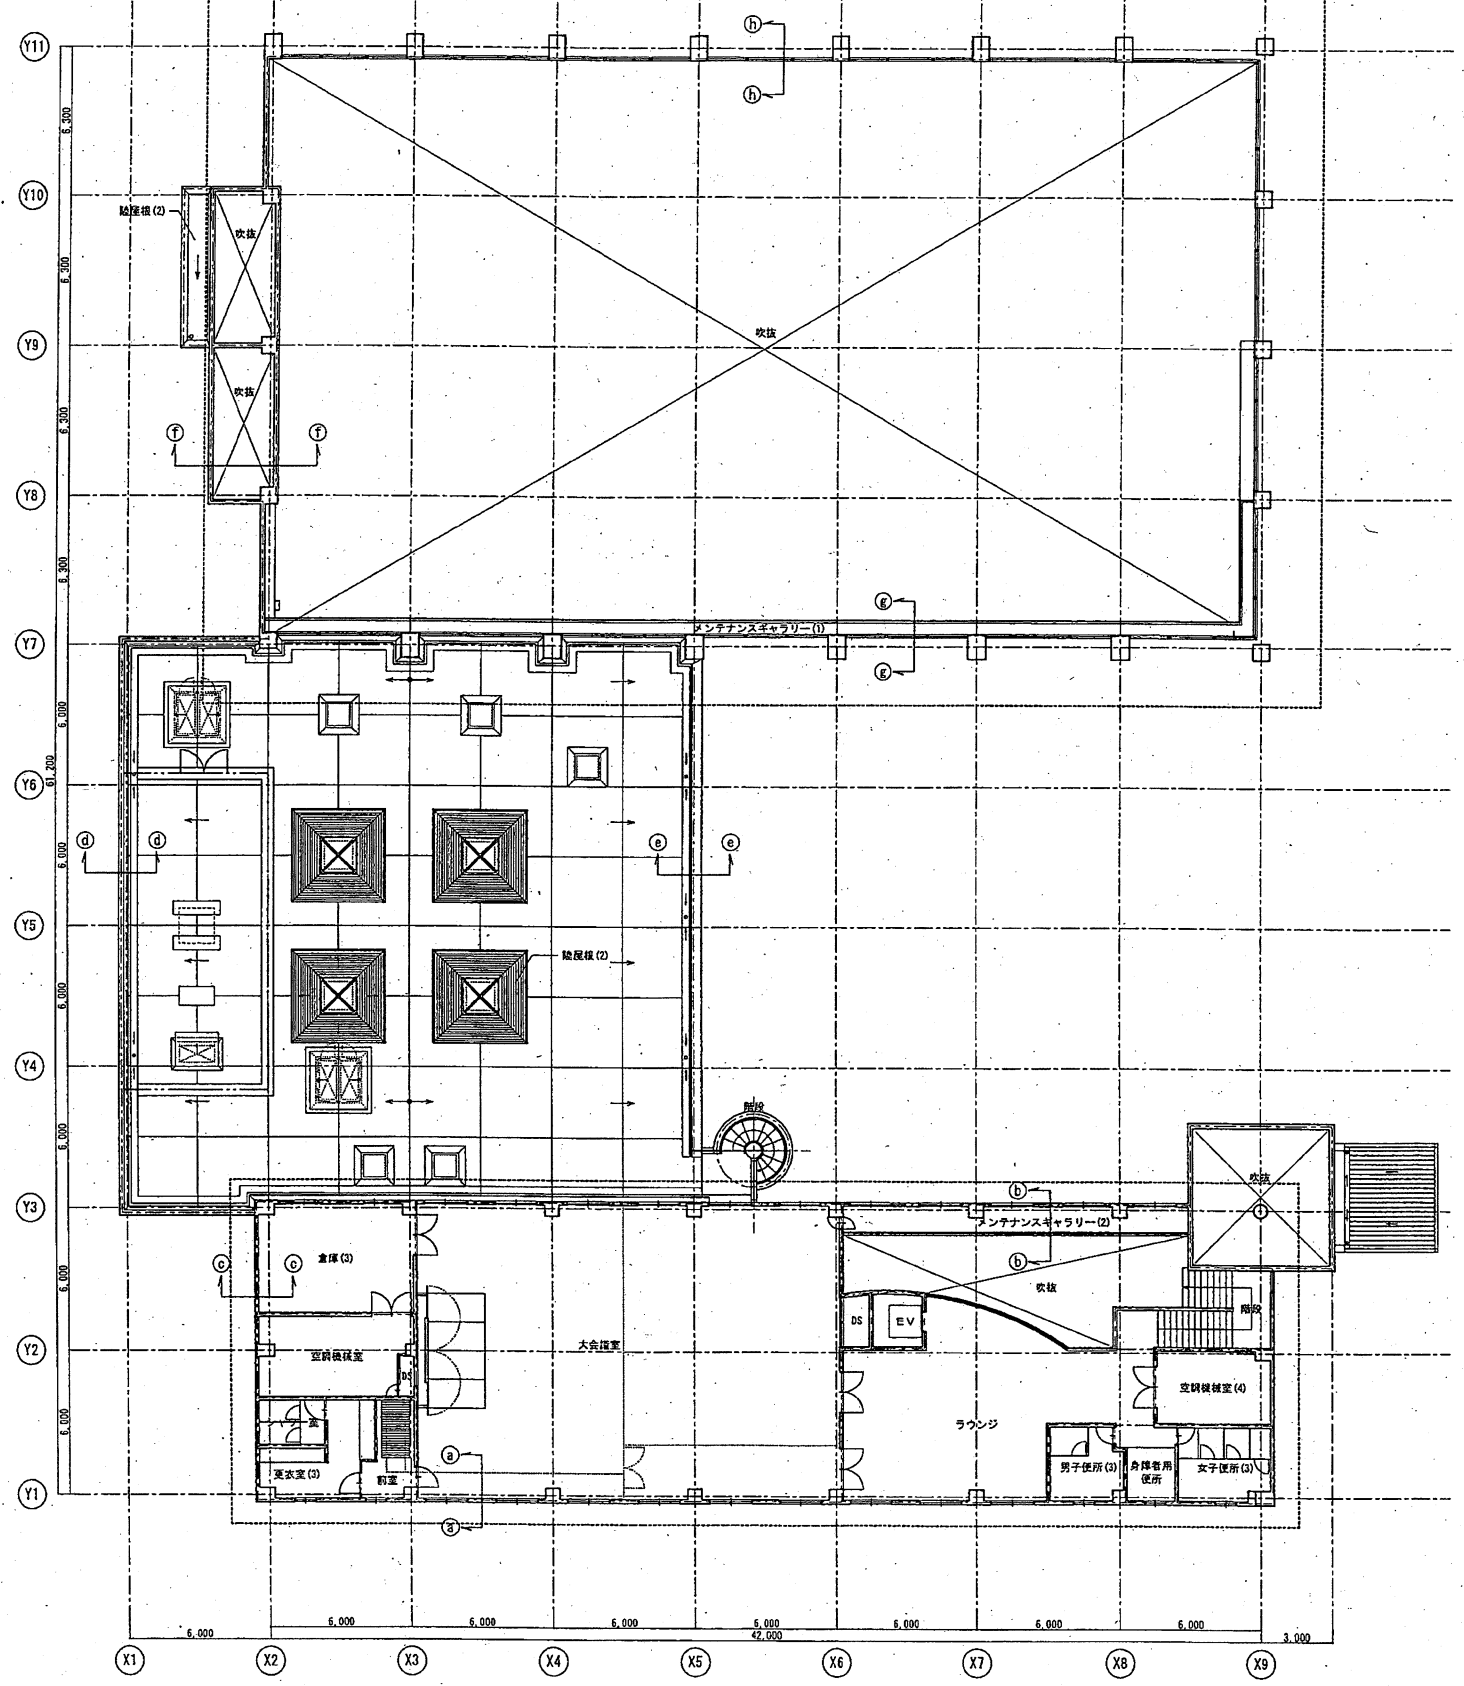 h
Y11
h
6,300
Y10
陸屋根(2)
吹抜
6,300
吹抜
Y9
吹抜
6,300
f
f
Y8
6,300
g
メンテナンスギャラリー(1)
Y7
g
6,000
Y6
61,200
d
d
e
e
6,000
Y5
陸屋根(2)
6,000
Y4
階段
6,000
吹抜
b
Y3
メンテナンスギャラリー(2)
倉庫(3)
c
c
b
6,000
吹抜
階段
DS
EV
Y2
大会議室
空調機械室
DS
空調機械室(4)
6,000
ラウンジ
a
男子便所(3)
身障者用
便所
女子便所(3)
更衣室(3)
前室
Y1
a
6,000
6,000
6,000
6,000
6,000
6,000
6,000
6,000
42,000
3,000
X1
X2
X3
X4
X5
X6
X7
X8
X9